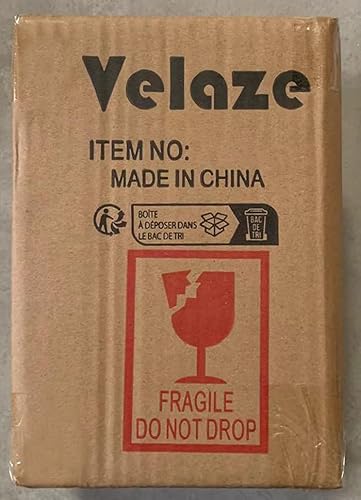 Velaze
ITEM NO:
MADE IN CHINA
BOÎTE
À DÉPOSER DANS
LE BAC DE TRI
BAC
DE
TRI
FRAGILE
DO NOT DROP